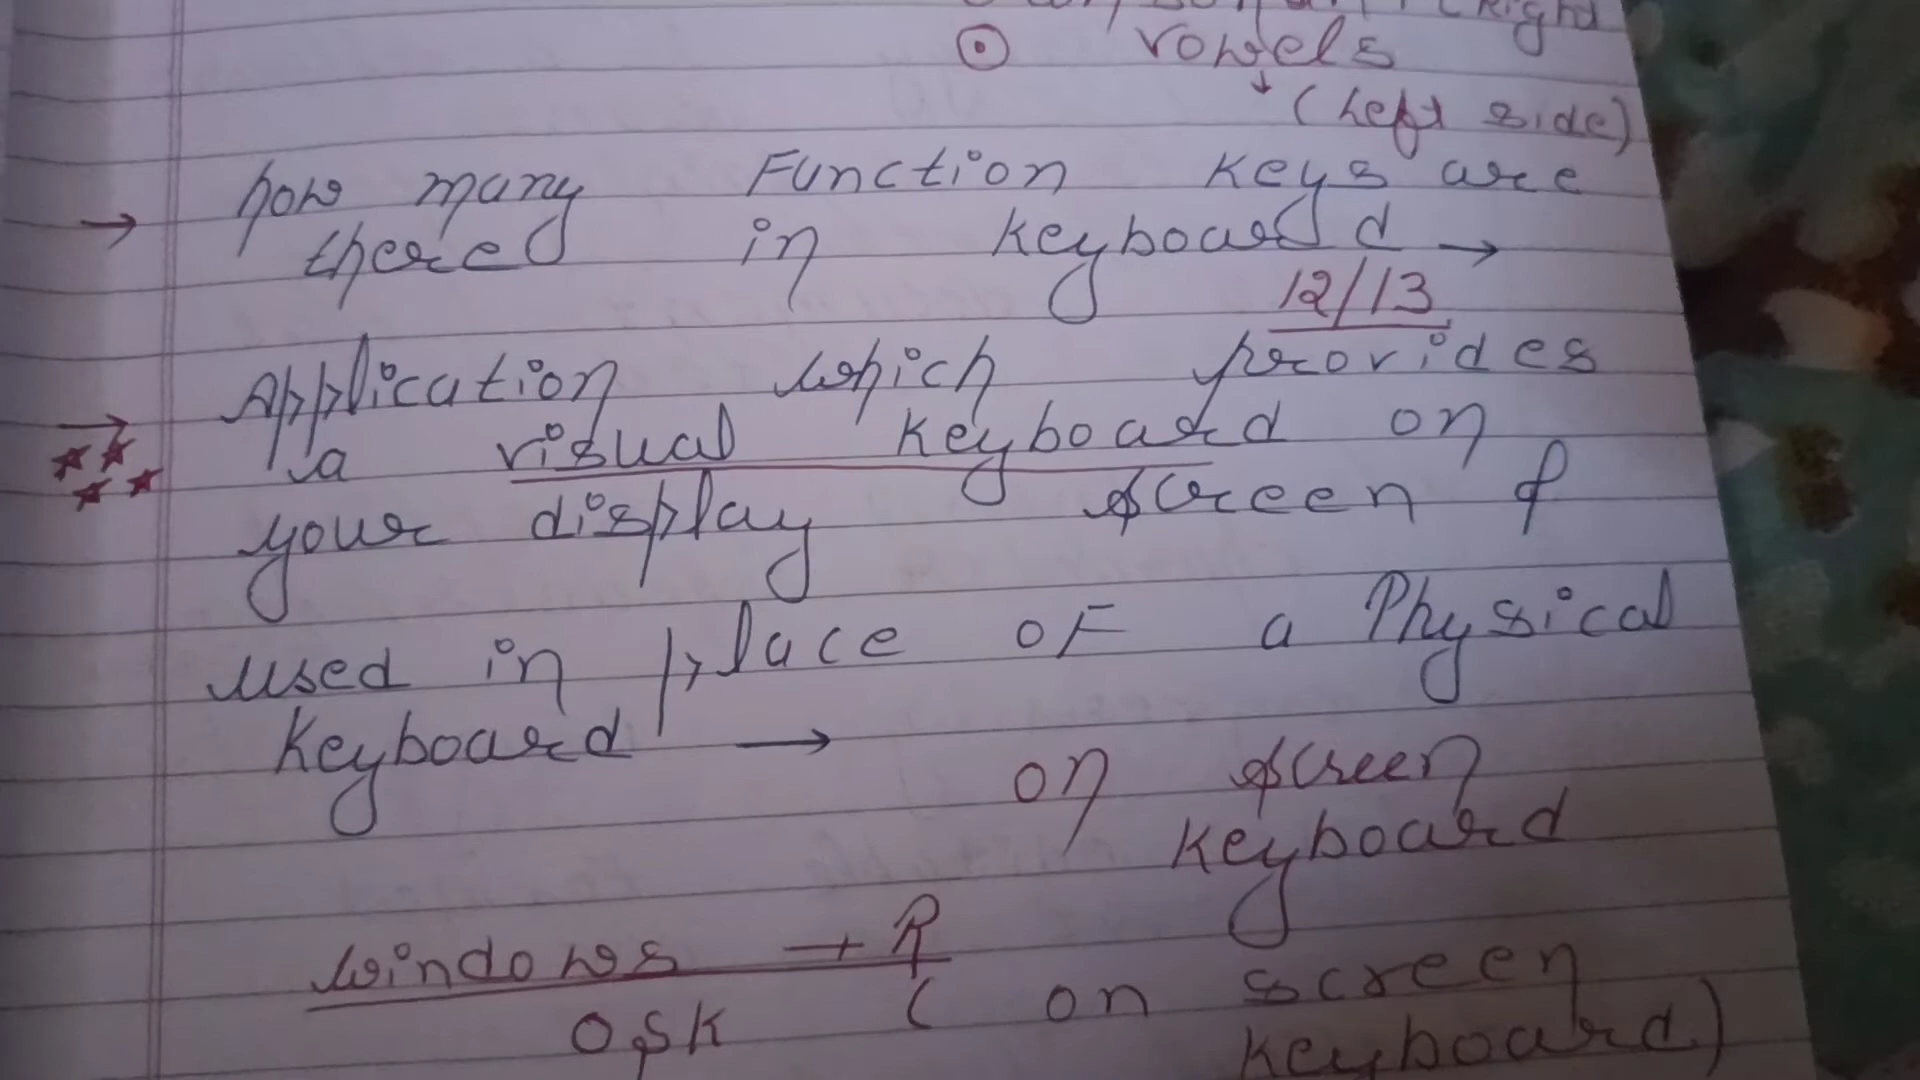 (Right
⊙ vowels
↓ (Left side)
→ how many Function keys are
there in keyboard →
12/13
→ Application which provides
a visual keyboard on
your display screen &
used in place of a Physical
Keyboard →
on screen
keyboard
windows + R
OSK ( on screen
keyboard)